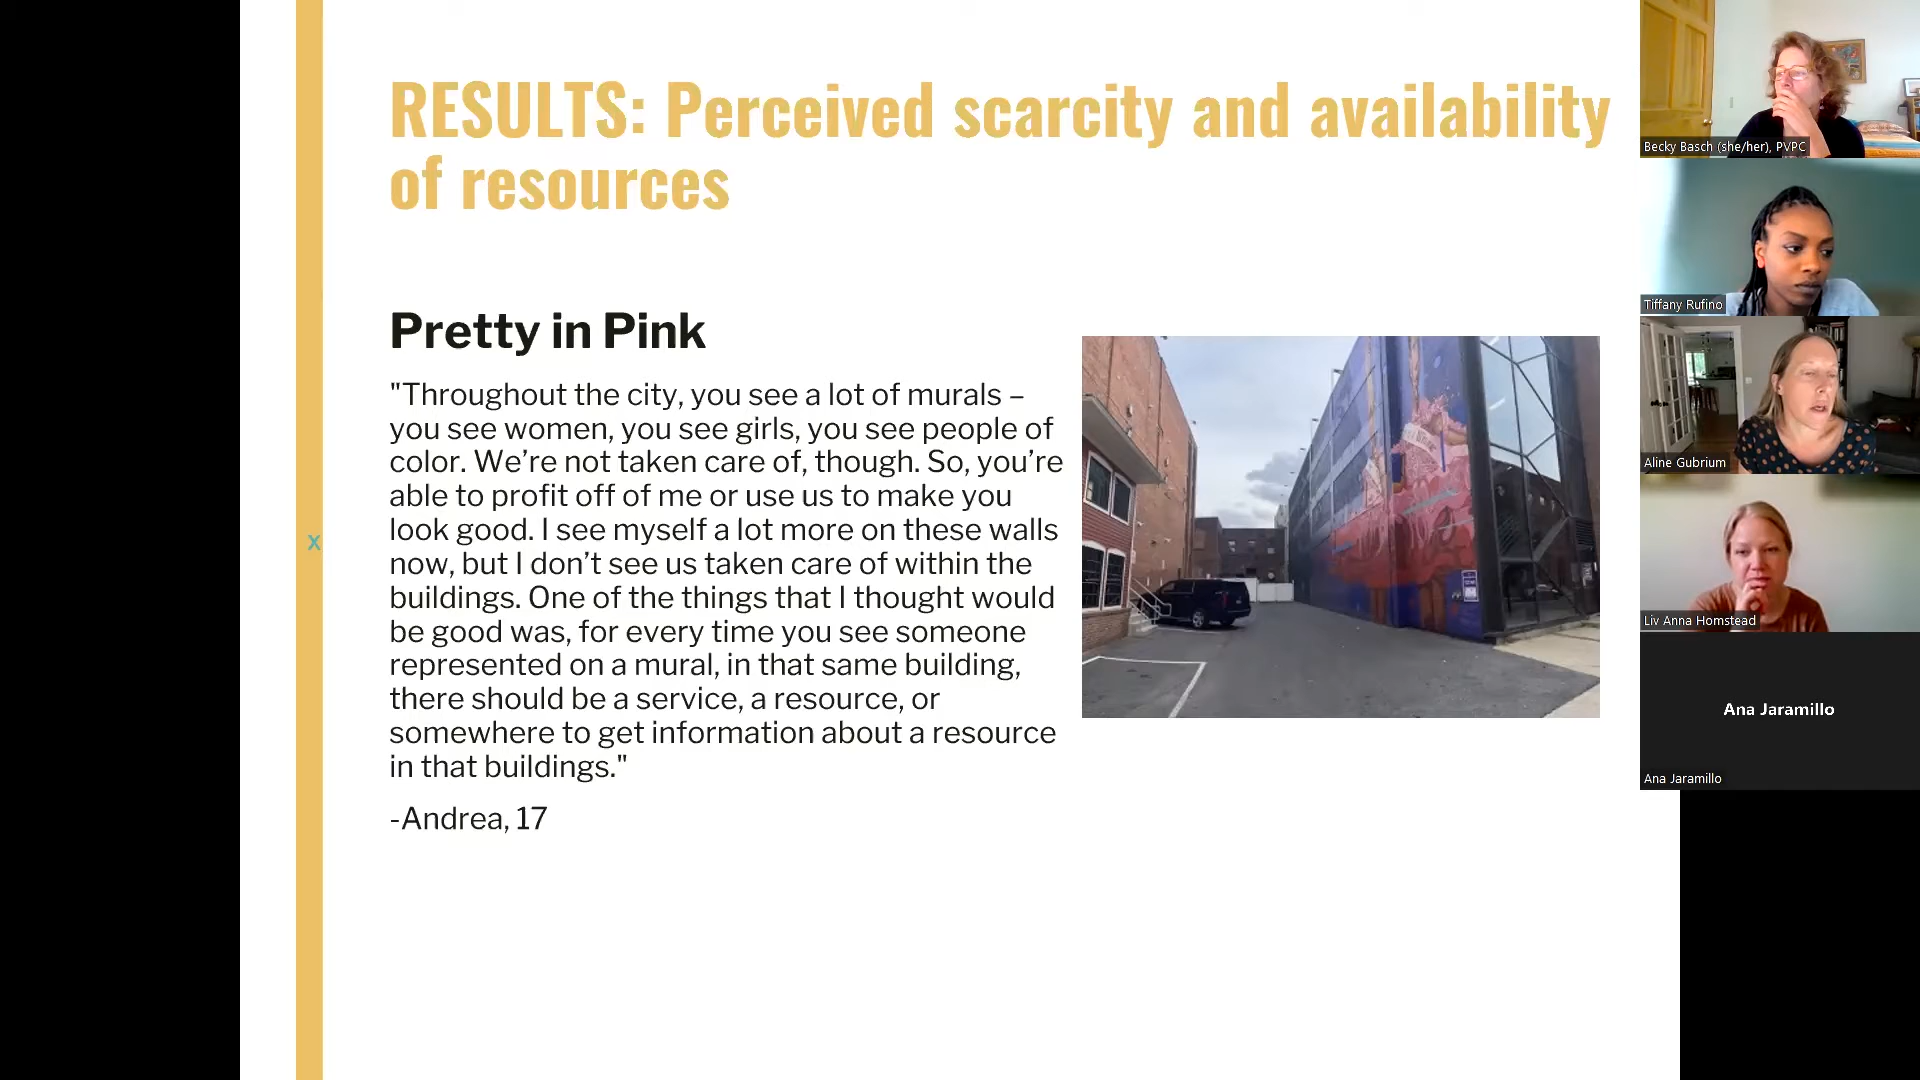 RESULTS: Perceived scarcity and availability
of resources
Pretty in Pink
"Throughout the city, you see a lot of murals –
you see women, you see girls, you see people of
color. We’re not taken care of, though. So, you’re
able to profit off of me or use us to make you
look good. I see myself a lot more on these walls
now, but I don’t see us taken care of within the
buildings. One of the things that I thought would
be good was, for every time you see someone
represented on a mural, in that same building,
there should be a service, a resource, or
somewhere to get information about a resource
in that buildings."
-Andrea, 17
X
Becky Basch (she/her), PVPC
Tiffany Rufino
Aline Gubrium
Liv Anna Homstead
Ana Jaramillo
Ana Jaramillo